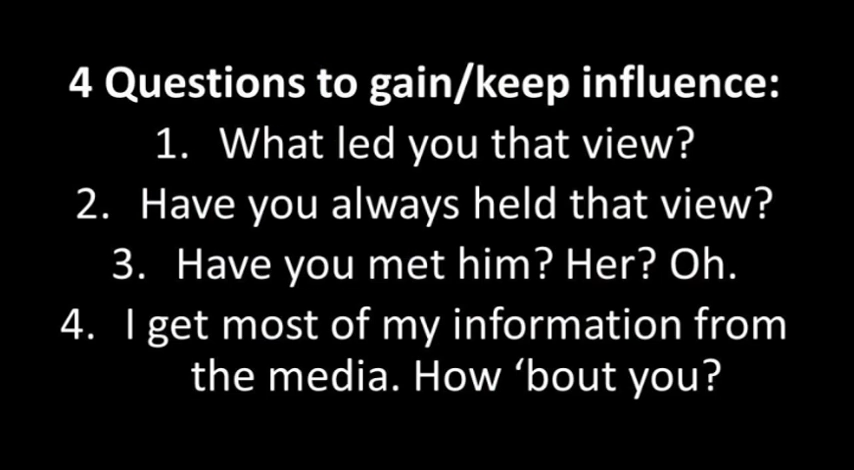 4 Questions to gain/keep influence:
1. What led you that view?
2. Have you always held that view?
3. Have you met him? Her? Oh.
4. I get most of my information from
the media. How ‘bout you?